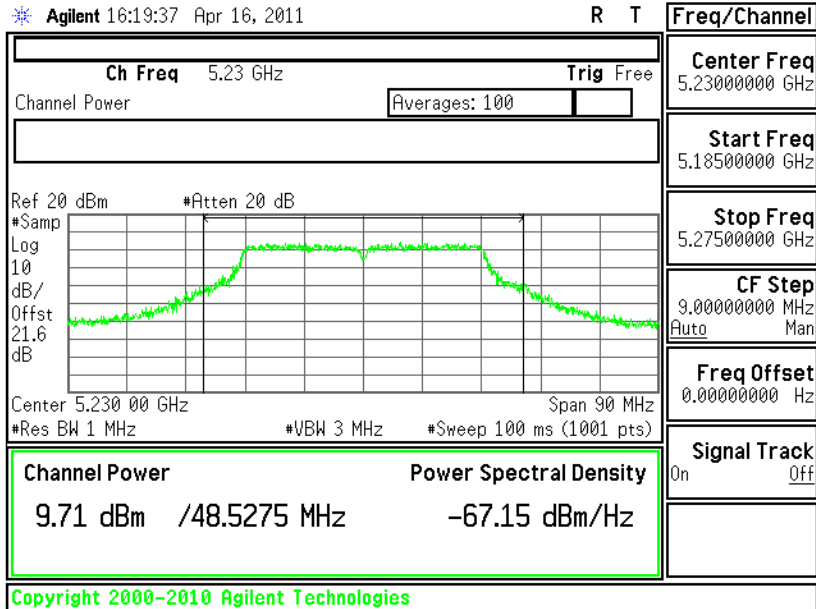 Agilent 16:19:37 Apr 16, 2011 R T
Freq/Channel
Ch Freq 5.23 GHz Trig Free
Channel Power Averages: 100
Ref 20 dBm #Atten 20 dB
#Samp
Log
10
dB/
Offst
21.6
dB
Center 5.230 00 GHz Span 90 MHz
#Res BW 1 MHz #VBW 3 MHz #Sweep 100 ms (1001 pts)
Channel Power Power Spectral Density
9.71 dBm /48.5275 MHz -67.15 dBm/Hz
Center Freq
5.23000000 GHz
Start Freq
5.18500000 GHz
Stop Freq
5.27500000 GHz
CF Step
9.00000000 MHz
Auto Man
Freq Offset
0.00000000 Hz
Signal Track
On Off
Copyright 2000-2010 Agilent Technologies